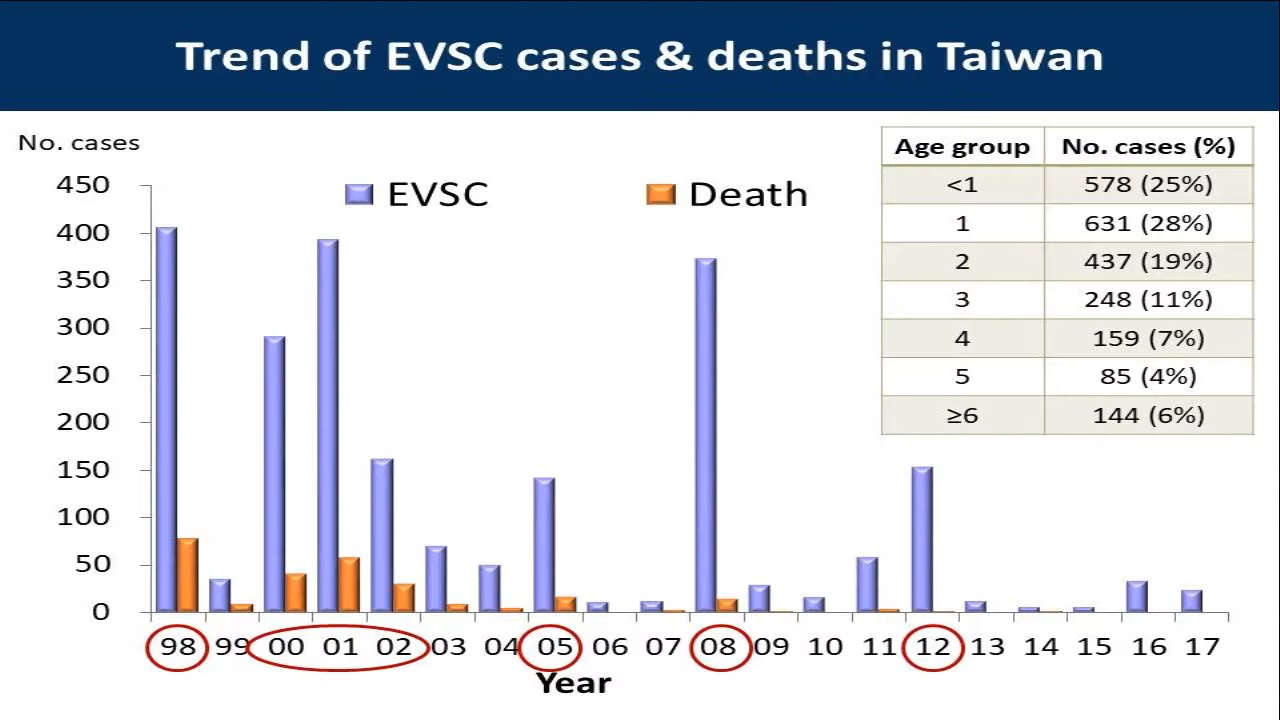 Trend of EVSC cases & deaths in Taiwan
No. cases
EVSC Death
450
400
350
300
250
200
150
100
50
0
98 99 00 01 02 03 04 05 06 07 08 09 10 11 12 13 14 15 16 17
Year
Age group No. cases (%)
<1 578 (25%)
1 631 (28%)
2 437 (19%)
3 248 (11%)
4 159 (7%)
5 85 (4%)
≥6 144 (6%)